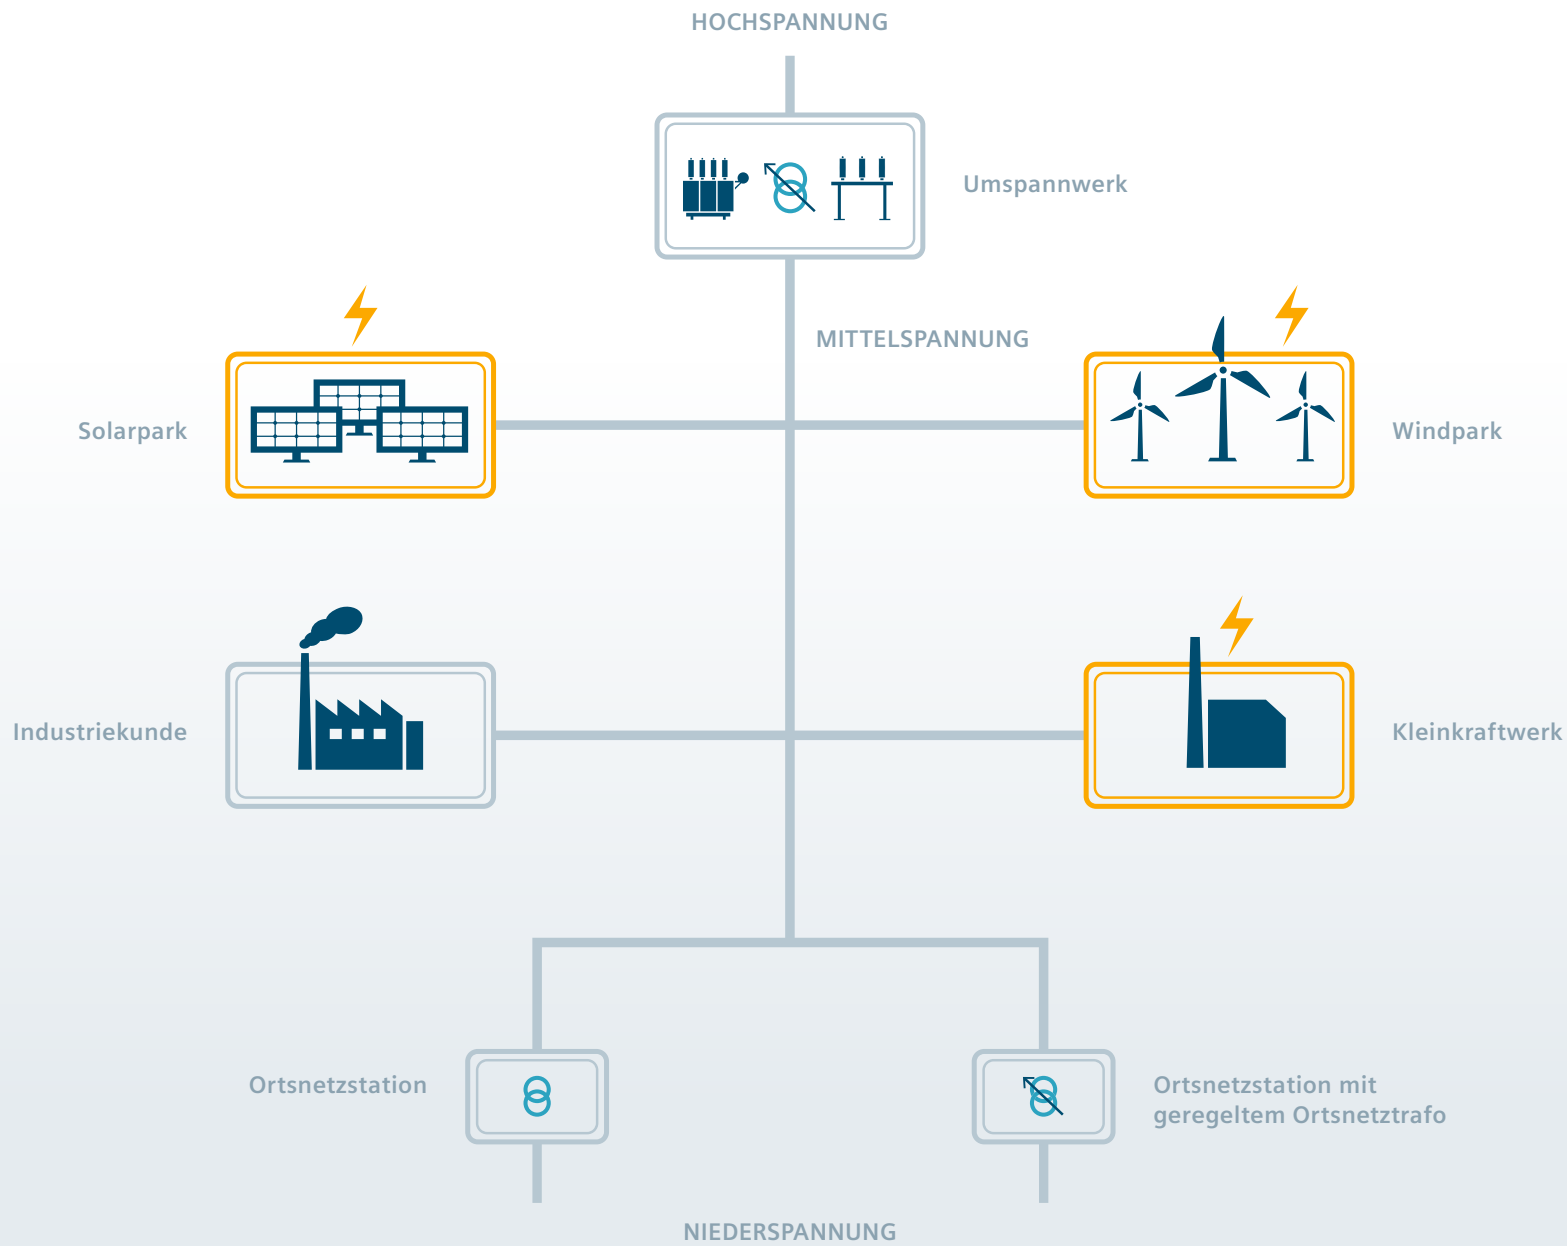 HOCHSPANNUNG
Umspannwerk
MITTELSPANNUNG
Solarpark
Windpark
Industriekunde
Kleinkraftwerk
Ortsnetzstation
Ortsnetzstation mit
geregeltem Ortsnetztrafo
NIEDERSPANNUNG